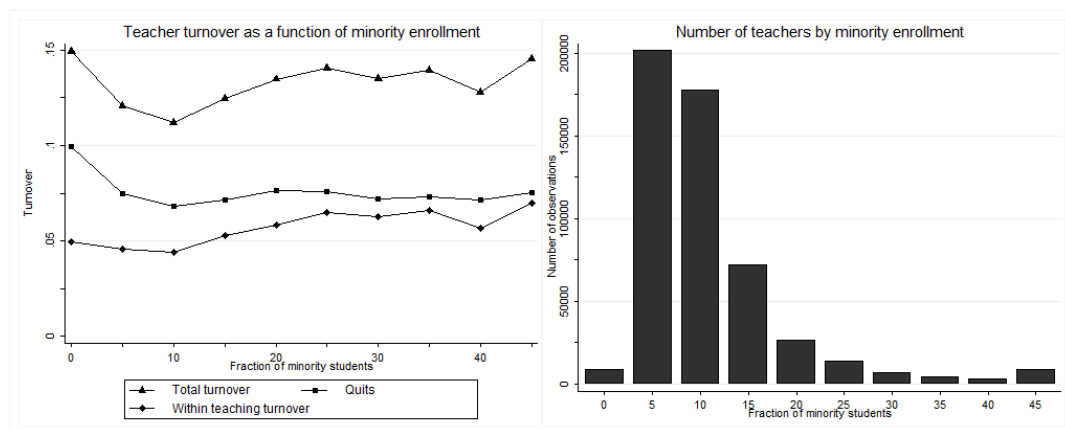 Teacher turnover as a function of minority enrollment
.15
.1
.05
0
Turnover
0 10 20 30 40
Fraction of minority students
Total turnover Quits
Within teaching turnover
Number of teachers by minority enrollment
200000
150000
100000
50000
0
Number of observations
0 5 10 15 20 25 30 35 40 45
Fraction of minority students